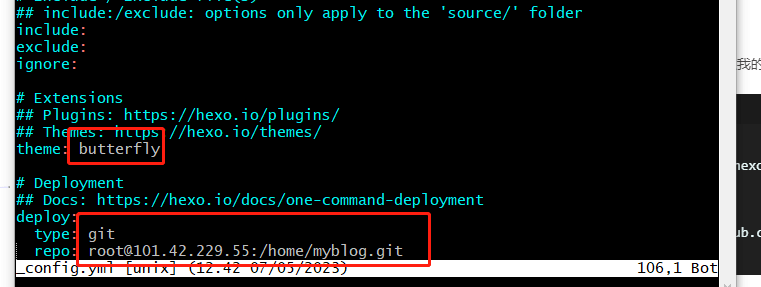 ## include:/exclude: options only apply to the 'source/' folder
include:
exclude:
ignore:
# Extensions
## Plugins: https://hexo.io/plugins/
## Themes: https://hexo.io/themes/
theme: butterfly
# Deployment
## Docs: https://hexo.io/docs/one-command-deployment
deploy:
  type: git
  repo: root@101.42.229.55:/home/myblog.git
_config.yml [unix] (12:42 07/05/2023) 106,1 Bot
我的
hexo
ub.c